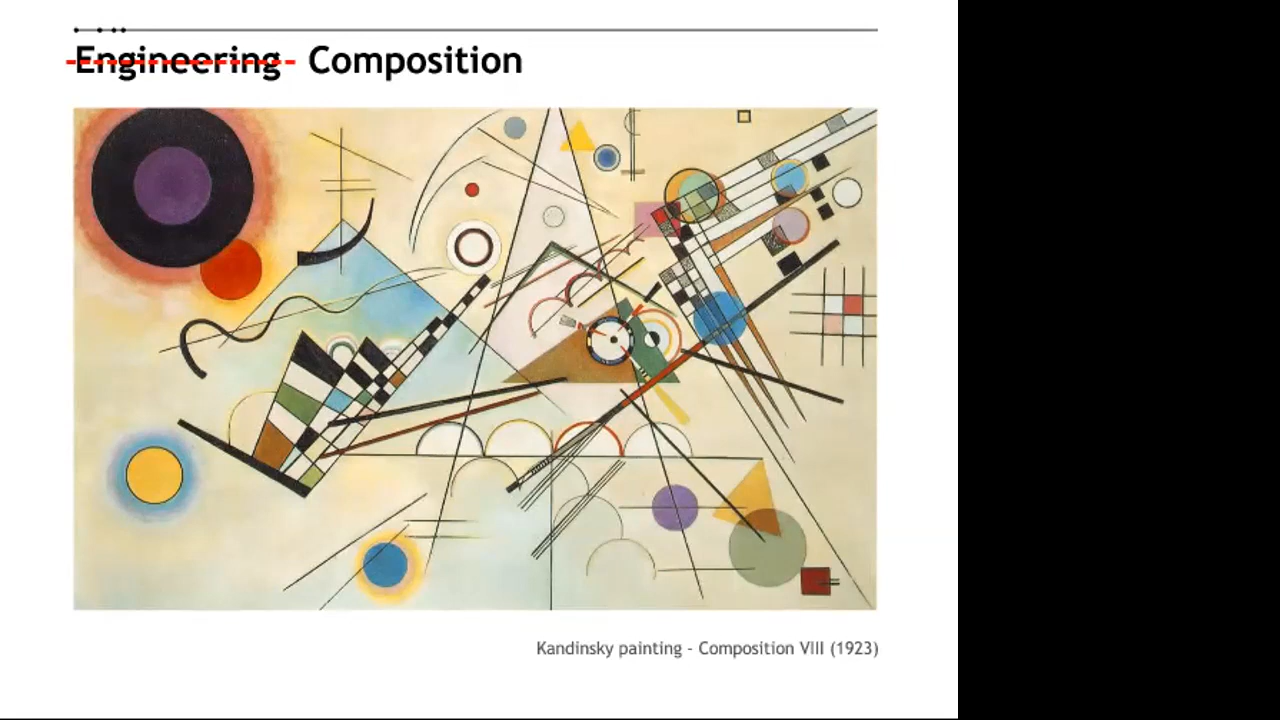 Engineering Composition
Kandinsky painting - Composition VIII (1923)